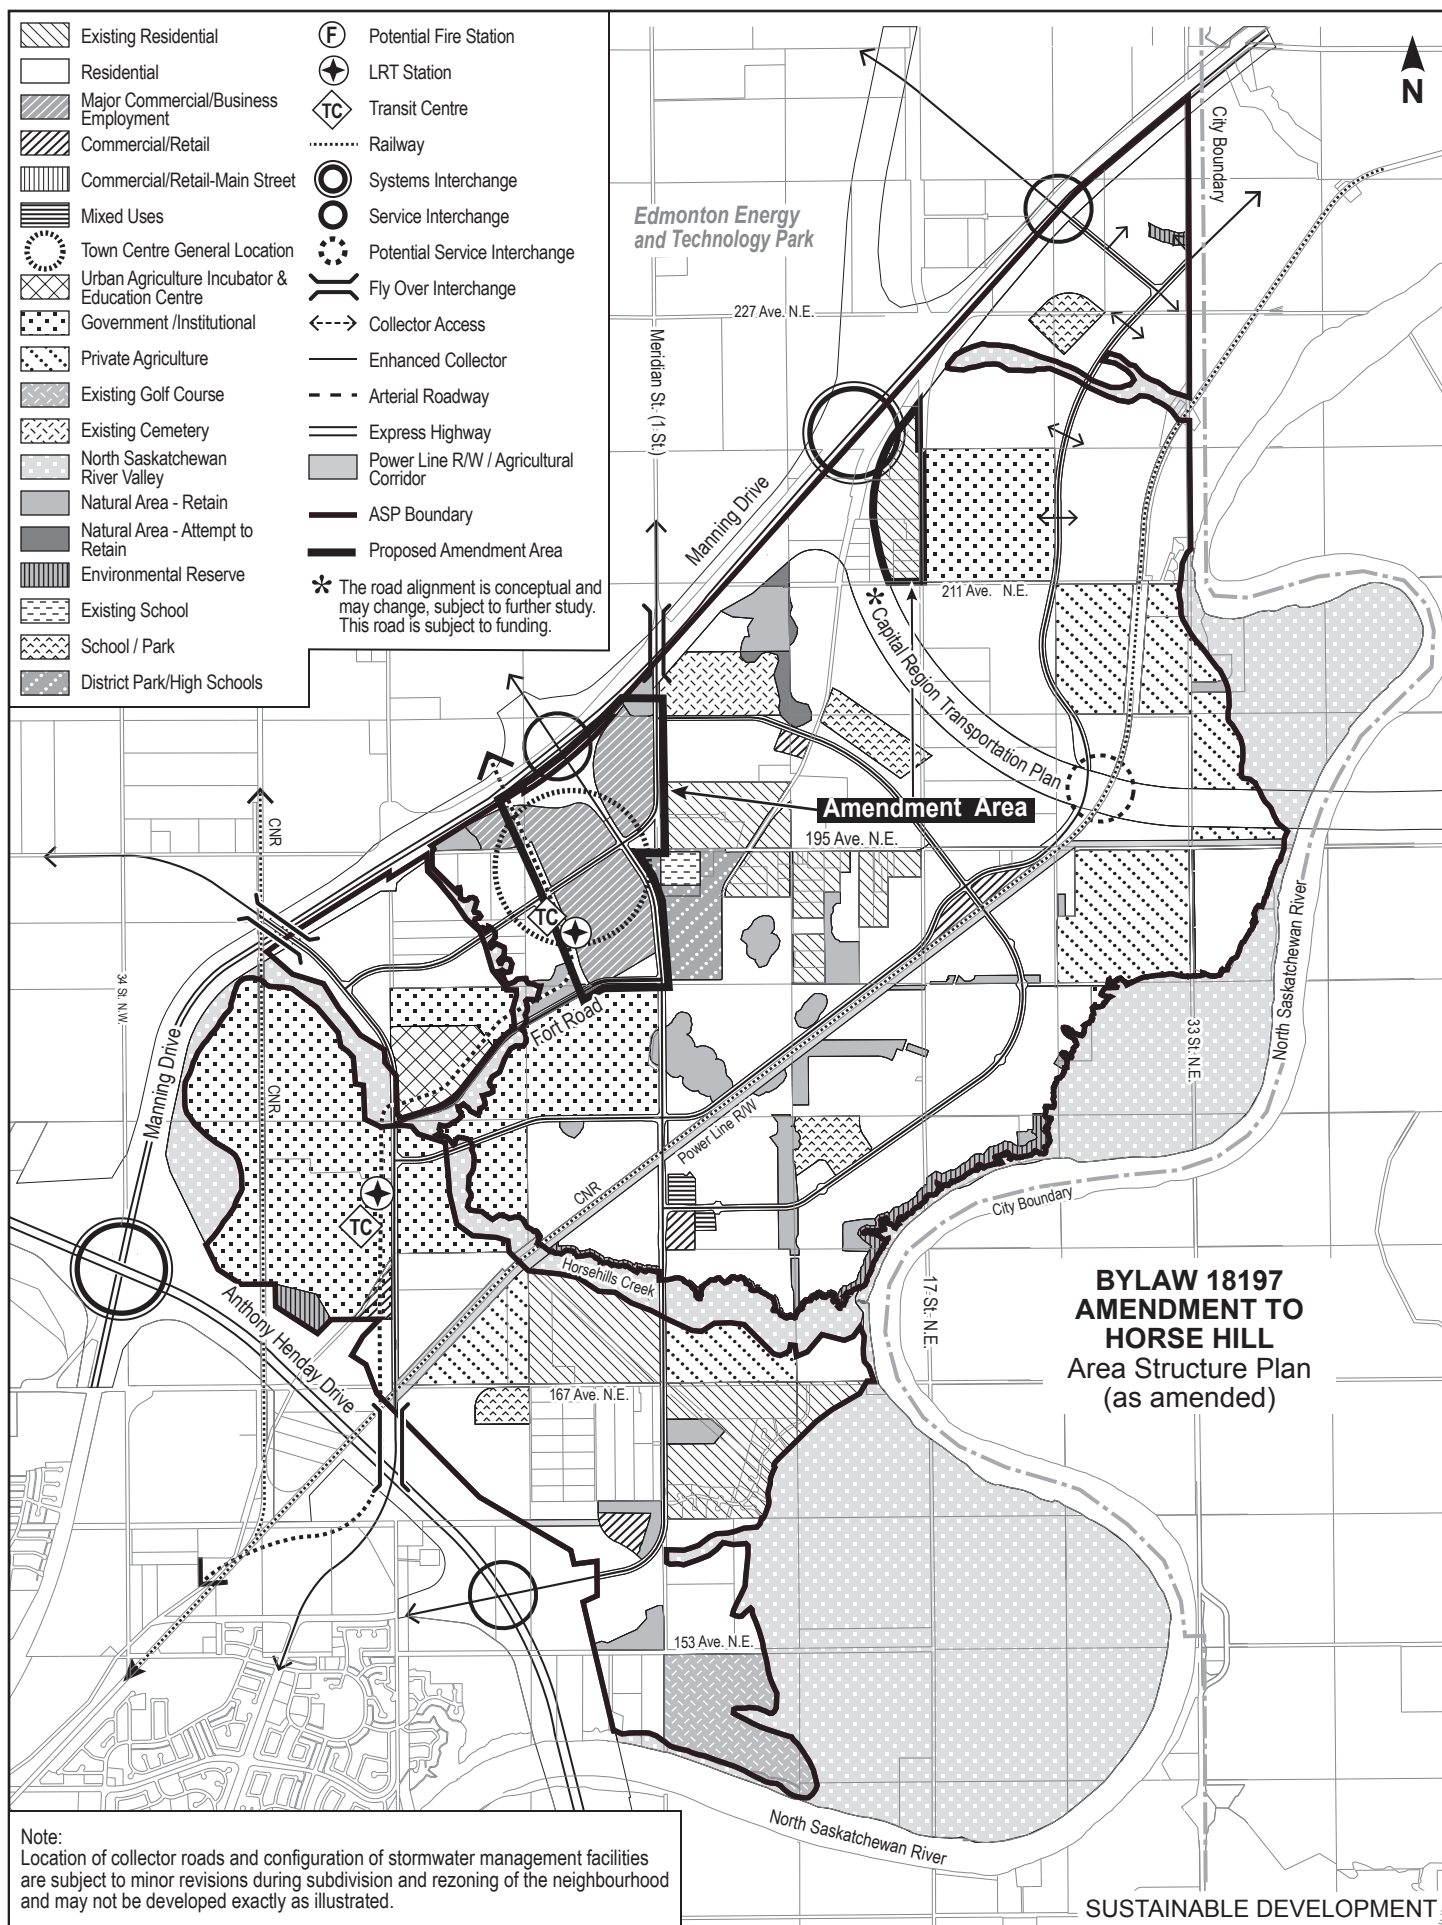 Existing Residential
Residential
Major Commercial/Business
Employment
Commercial/Retail
Commercial/Retail-Main Street
Mixed Uses
Town Centre General Location
Urban Agriculture Incubator &
Education Centre
Government /Institutional
Private Agriculture
Existing Golf Course
Existing Cemetery
North Saskatchewan
River Valley
Natural Area - Retain
Natural Area - Attempt to
Retain
Environmental Reserve
Existing School
School / Park
District Park/High Schools
F Potential Fire Station
LRT Station
TC Transit Centre
Railway
Systems Interchange
Service Interchange
Potential Service Interchange
Fly Over Interchange
Collector Access
Enhanced Collector
Arterial Roadway
Express Highway
Power Line R/W / Agricultural
Corridor
ASP Boundary
Proposed Amendment Area
* The road alignment is conceptual and
may change, subject to further study.
This road is subject to funding.
N
City Boundary
Edmonton Energy
and Technology Park
227 Ave. N.E.
Meridian St. (1 St.)
Manning Drive
211 Ave. N.E.
* Capital Region Transportation Plan
Amendment Area
195 Ave. N.E.
CNR
TC
Fort Road
34 St. N.W.
Manning Drive
CNR
North Saskatchewan River
33 St. N.E.
Power Line R/W
CNR
TC
City Boundary
Horsehills Creek
17 St. N.E.
Anthony Henday Drive
167 Ave. N.E.
BYLAW 18197
AMENDMENT TO
HORSE HILL
Area Structure Plan
(as amended)
153 Ave. N.E.
North Saskatchewan River
Note:
Location of collector roads and configuration of stormwater management facilities
are subject to minor revisions during subdivision and rezoning of the neighbourhood
and may not be developed exactly as illustrated.
SUSTAINABLE DEVELOPMENT